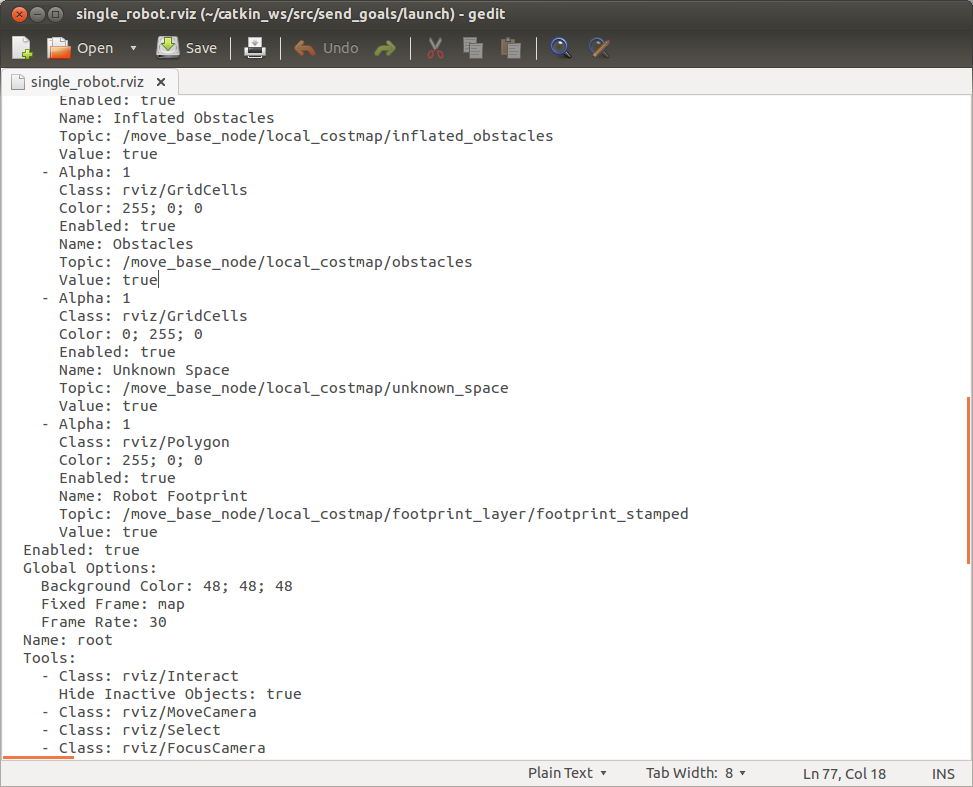 single_robot.rviz (~/catkin_ws/src/send_goals/launch) - gedit
Open Save Undo
single_robot.rviz
      Enabled: true
      Name: Inflated Obstacles
      Topic: /move_base_node/local_costmap/inflated_obstacles
      Value: true
    - Alpha: 1
      Class: rviz/GridCells
      Color: 255; 0; 0
      Enabled: true
      Name: Obstacles
      Topic: /move_base_node/local_costmap/obstacles
      Value: true
    - Alpha: 1
      Class: rviz/GridCells
      Color: 0; 255; 0
      Enabled: true
      Name: Unknown Space
      Topic: /move_base_node/local_costmap/unknown_space
      Value: true
    - Alpha: 1
      Class: rviz/Polygon
      Color: 255; 0; 0
      Enabled: true
      Name: Robot Footprint
      Topic: /move_base_node/local_costmap/footprint_layer/footprint_stamped
      Value: true
  Enabled: true
  Global Options:
    Background Color: 48; 48; 48
    Fixed Frame: map
    Frame Rate: 30
  Name: root
  Tools:
    - Class: rviz/Interact
      Hide Inactive Objects: true
    - Class: rviz/MoveCamera
    - Class: rviz/Select
    - Class: rviz/FocusCamera
Plain Text Tab Width: 8 Ln 77, Col 18 INS